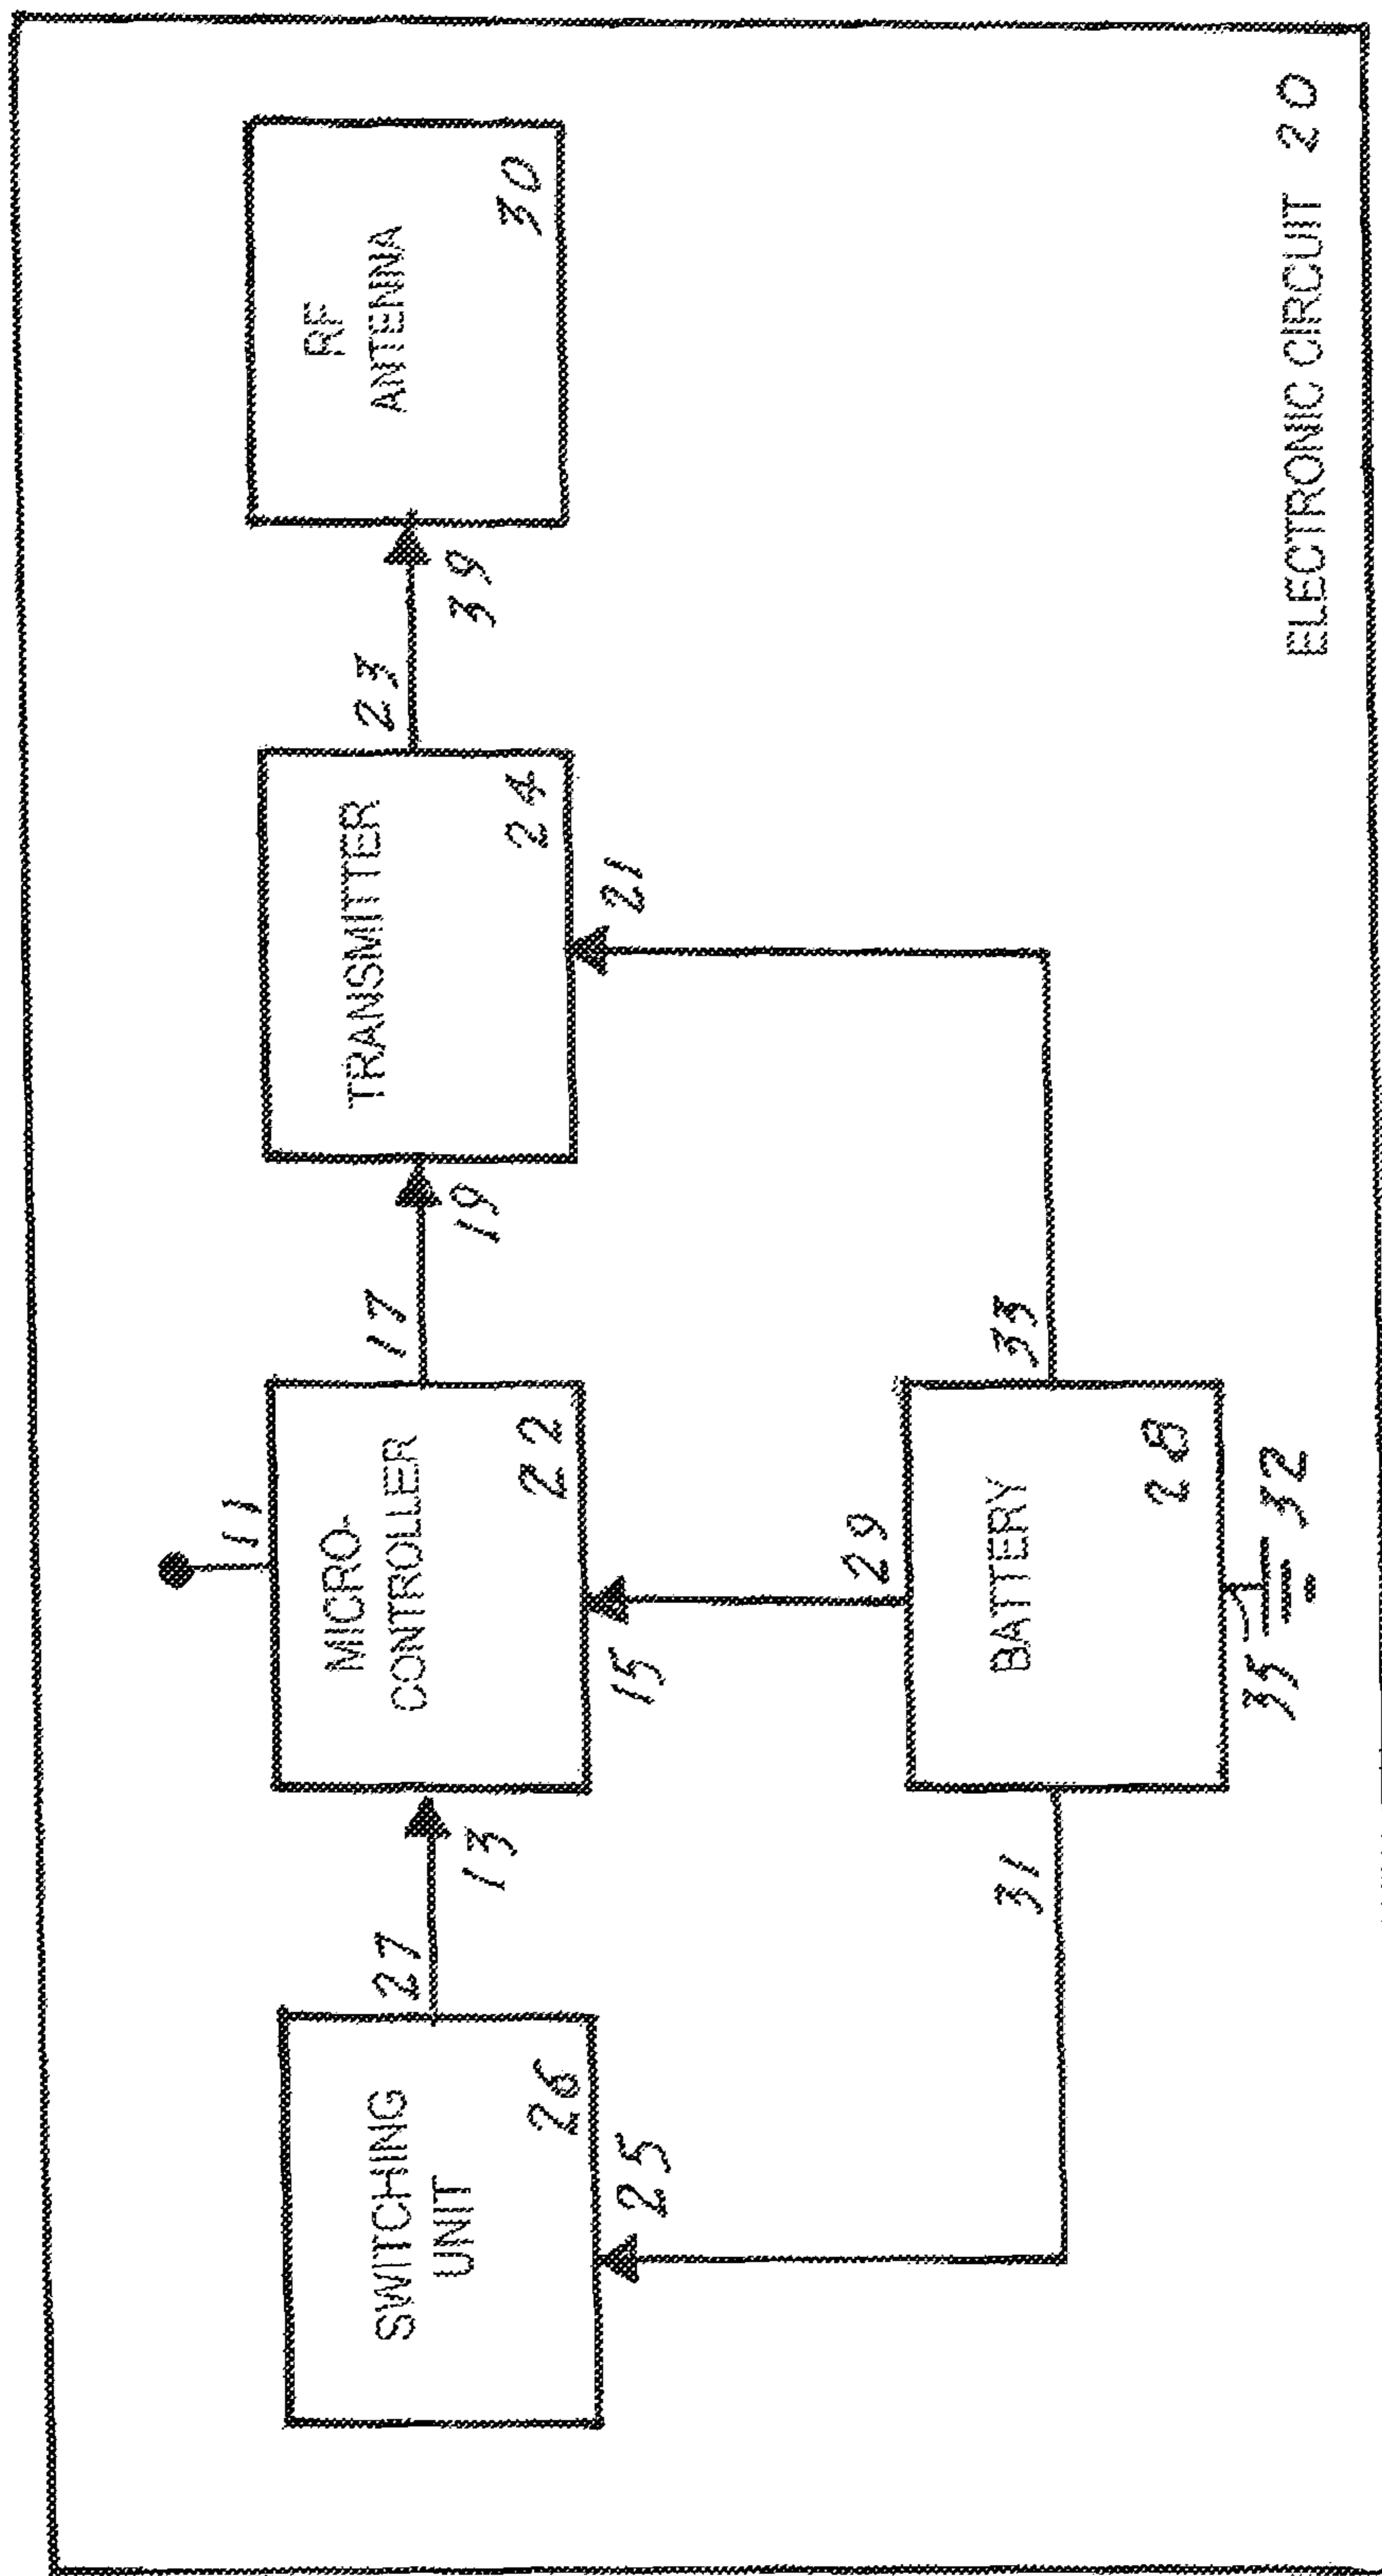 11
SWITCHING
UNIT
26
27
13
25
MICRO-
CONTROLLER
22
17
19
15
TRANSMITTER
24
23
39
21
RF
ANTENNA
30
31
29
33
BATTERY
28
35
32
ELECTRONIC CIRCUIT 20